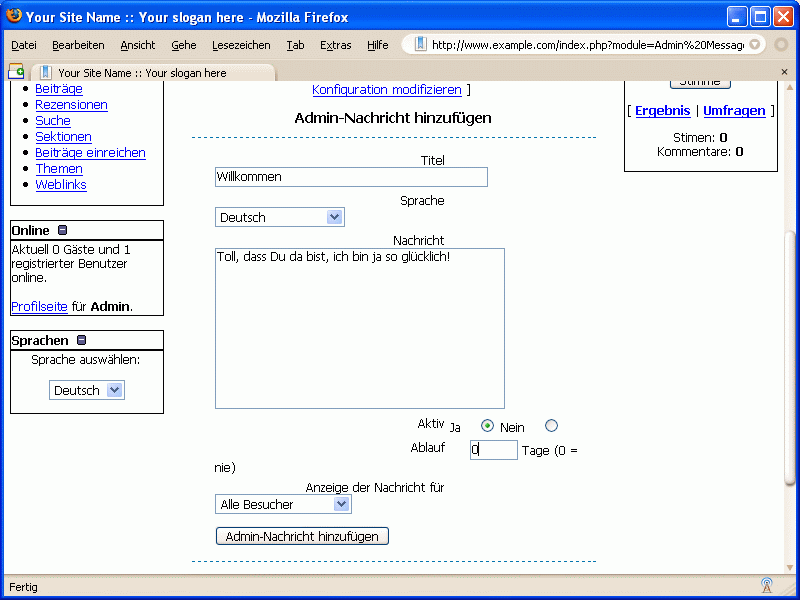 Your Site Name :: Your slogan here - Mozilla Firefox
Datei Bearbeiten Ansicht Gehe Lesezeichen Tab Extras Hilfe http://www.example.com/index.php?module=Admin%20Messag
Your Site Name :: Your slogan here
Beiträge
Rezensionen
Suche
Sektionen
Beiträge einreichen
Themen
Weblinks
Online
Aktuell 0 Gäste und 1
registrierter Benutzer
online.
Profilseite für Admin.
Sprachen
Sprache auswählen:
Deutsch
Konfiguration modifizieren ]
Admin-Nachricht hinzufügen
Titel
Willkommen
Sprache
Deutsch
Nachricht
Toll, dass Du da bist, ich bin ja so glücklich!
Aktiv Ja Nein
Ablauf 0 Tage (0 =
nie)
Anzeige der Nachricht für
Alle Besucher
Admin-Nachricht hinzufügen
Stimme
[ Ergebnis | Umfragen ]
Stimen: 0
Kommentare: 0
Fertig